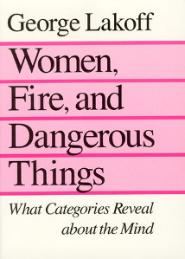 George Lakoff
Women,
Fire, and
Dangerous
Things
What Categories Reveal
about the Mind